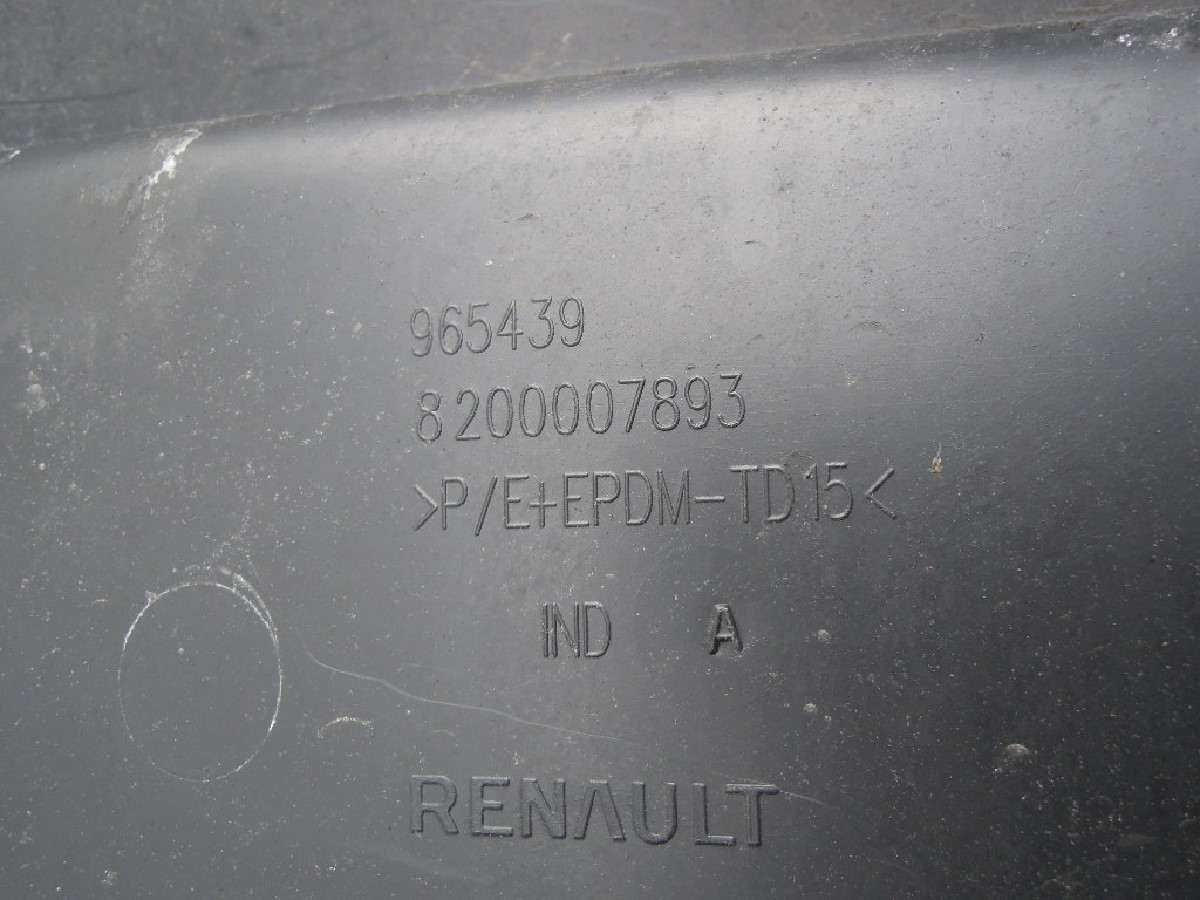 965439
8200007893
>P/E+EPDM-TD15<
IND A
RENAULT